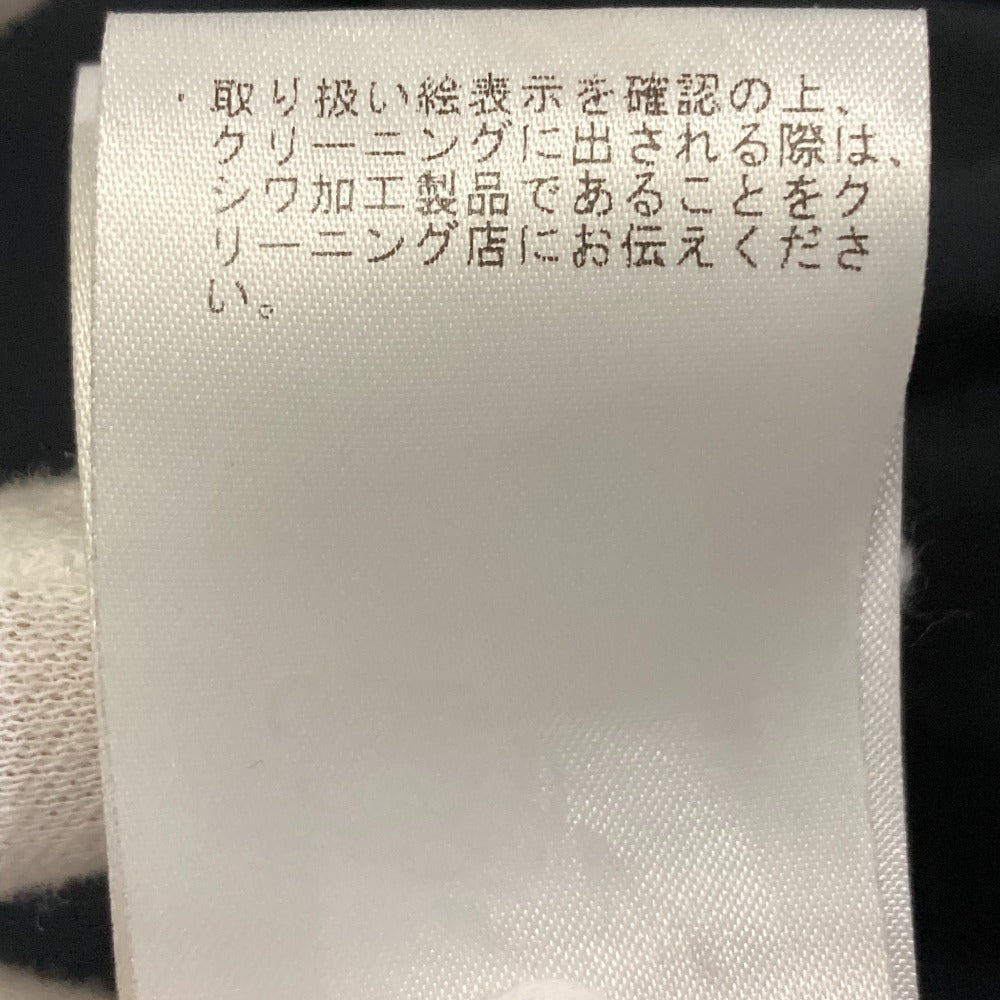 ・取り扱い絵表示を確認の上、
クリーニングに出される際は、
シワ加工製品であることをク
リーニング店にお伝えくださ
い。